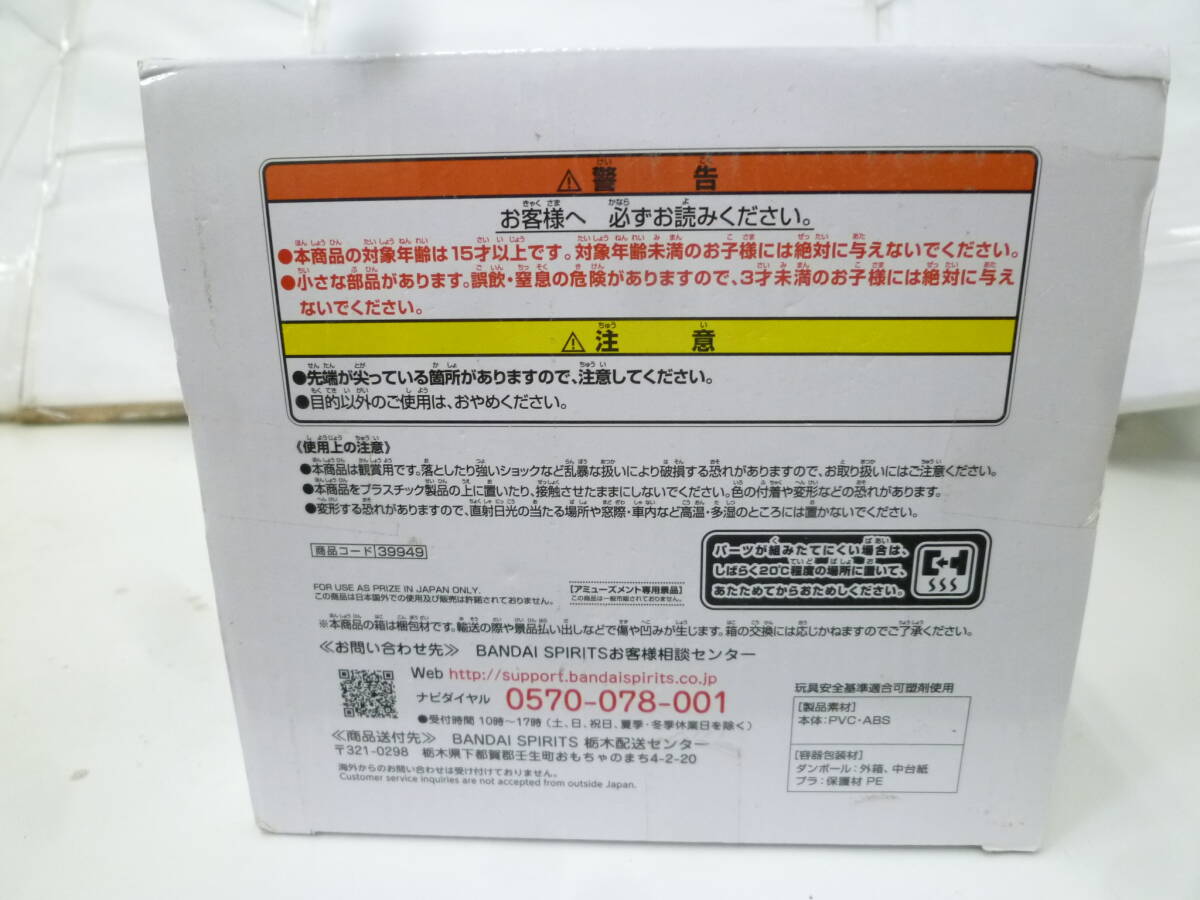 ⚠警告
お客様へ 必ずお読みください。
●本商品の対象年齢は15才以上です。対象年齢未満のお子様には絶対に与えないでください。
●小さな部品があります。誤飲・窒息の危険がありますので、3才未満のお子様には絶対に与え
ないでください。
⚠注意
●先端が尖っている箇所がありますので、注意してください。
●目的以外のご使用は、おやめください。
《使用上の注意》
●本商品は観賞用です。落としたり強いショックなど乱暴な扱いにより破損する恐れがありますので、お取り扱いにはご注意ください。
●本商品をプラスチック製品の上に置いたり、接触させたままにしないでください。色の付着や変形などの恐れがあります。
●変形する恐れがありますので、直射日光の当たる場所や窓際・車内など高温・多湿のところには置かないでください。
商品コード 39949
パーツが組みたてにくい場合は、
しばらく20℃程度の場所に置いて、
あたためてからおためしください。
FOR USE AS PRIZE IN JAPAN ONLY.
この商品は日本国外での使用及び販売は許諾されておりません。
【アミューズメント専用景品】
この商品は一般市販されておりません。
※本商品の箱は梱包材です。輸送の際や景品払い出しなどで傷や凹みが生じます。箱の交換には応じかねますのでご了承ください。
≪お問い合わせ先≫ BANDAI SPIRITSお客様相談センター
Web http://support.bandaispirits.co.jp
ナビダイヤル 0570-078-001
●受付時間 10時〜17時（土、日、祝日、夏季・冬季休業日を除く）
≪商品送付先≫ BANDAI SPIRITS 栃木配送センター
〒321-0298 栃木県下都賀郡壬生町おもちゃのまち4-2-20
海外からのお問い合わせは受け付けておりません。
Customer service inquiries are not accepted from outside Japan.
玩具安全基準適合可塑剤使用
［製品素材］
本体：PVC・ABS
［容器包装材］
ダンボール：外箱、中台紙
プラ：保護材 PE